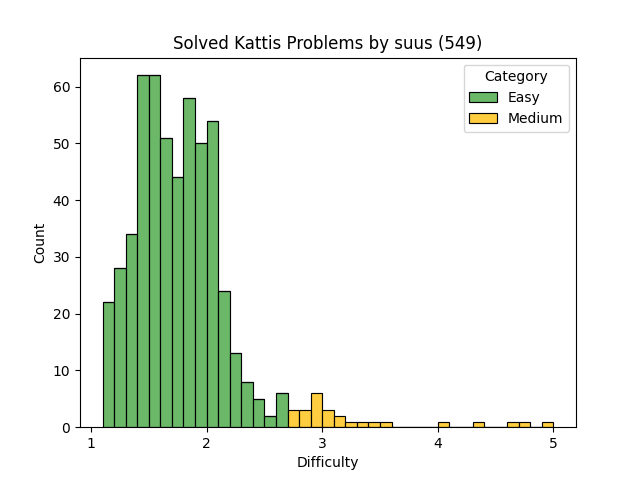 Solved Kattis Problems by suus (549)
Category
Easy
Medium
60
50
40
30
20
10
0
Count
1 2 3 4 5
Difficulty